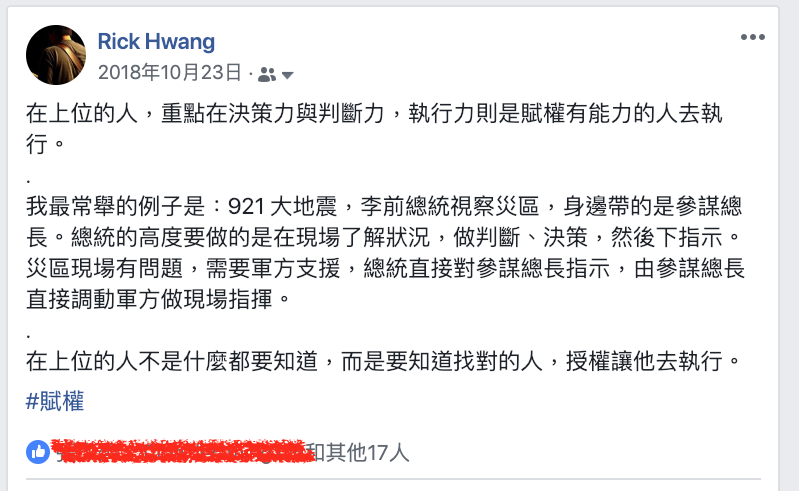 Rick Hwang
2018年10月23日 ·
在上位的人，重點在決策力與判斷力，執行力則是賦權有能力的人去執
行。
.
我最常舉的例子是：921 大地震，李前總統視察災區，身邊帶的是參謀總
長。總統的高度要做的是在現場了解狀況，做判斷、決策，然後下指示。
災區現場有問題，需要軍方支援，總統直接對參謀總長指示，由參謀總長
直接調動軍方做現場指揮。
.
在上位的人不是什麼都要知道，而是要知道找對的人，授權讓他去執行。
#賦權
和其他17人